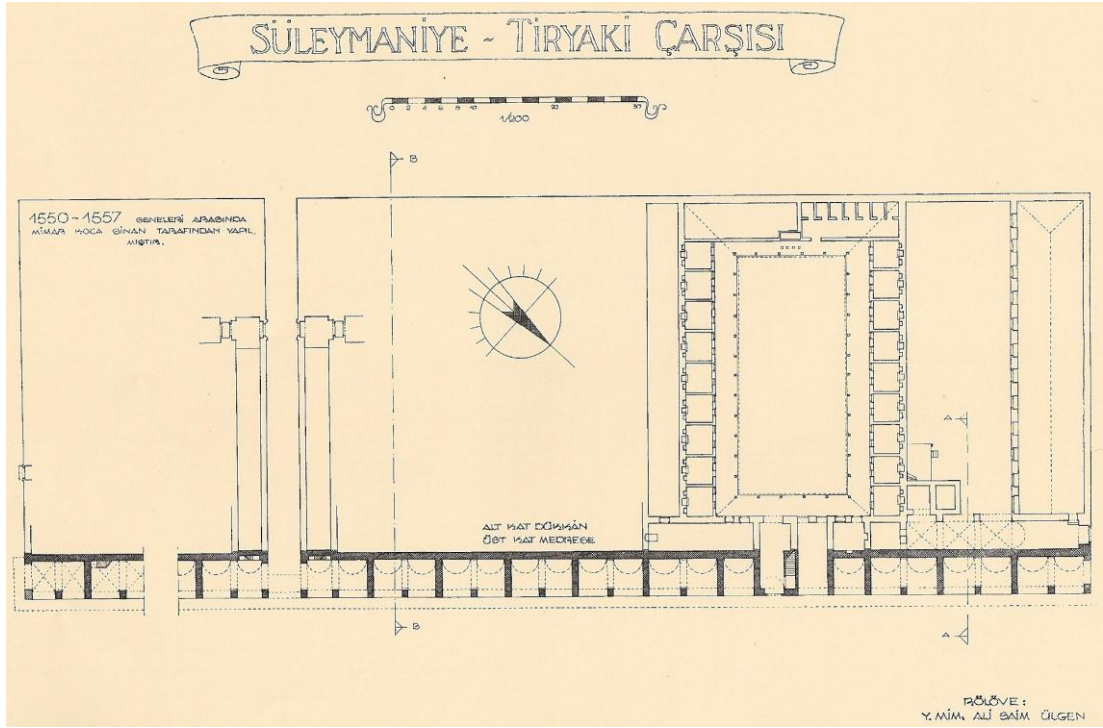 SÜLEYMANİYE - TİRYAKİ ÇARŞISI
0 2 4 6 8 10 20 30
1/200
B
1550-1557 SENELERİ ARASINDA
MİMAR KOCA SİNAN TARAFINDAN YAPIL,
MIŞTIR.
A
ALT KAT DÜKKÂN
ÜST KAT MEDRESE
B
A
RÖLÖVE:
Y. MİM. ALİ SAİM ÜLGEN